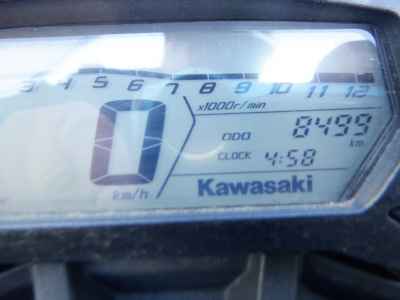 3 4 5 6 7 8 9 10 11 12
x1000r/min
ODO 8499
km
0
CLOCK 4:58
km/h
Kawasaki